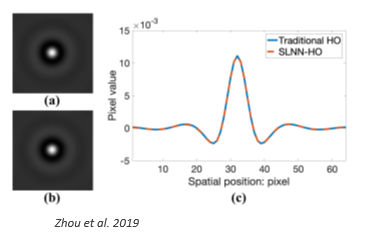 (a)
(b)
×10⁻³
15
10
5
0
-5
Pixel value
Traditional HO
SLNN-HO
10 20 30 40 50 60
Spatial position: pixel
(c)
Zhou et al. 2019